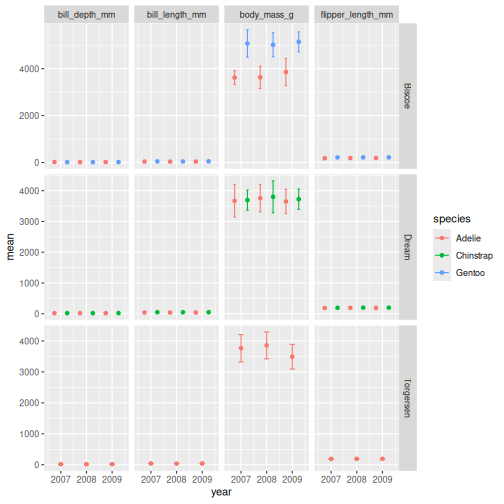 bill_depth_mm bill_length_mm body_mass_g flipper_length_mm
4000
2000
0
Biscoe
4000
3000
2000
1000
0
Dream
4000
3000
2000
1000
0
Torgersen
2007 2008 2009 2007 2008 2009 2007 2008 2009 2007 2008 2009
year
mean
species
Adelie
Chinstrap
Gentoo